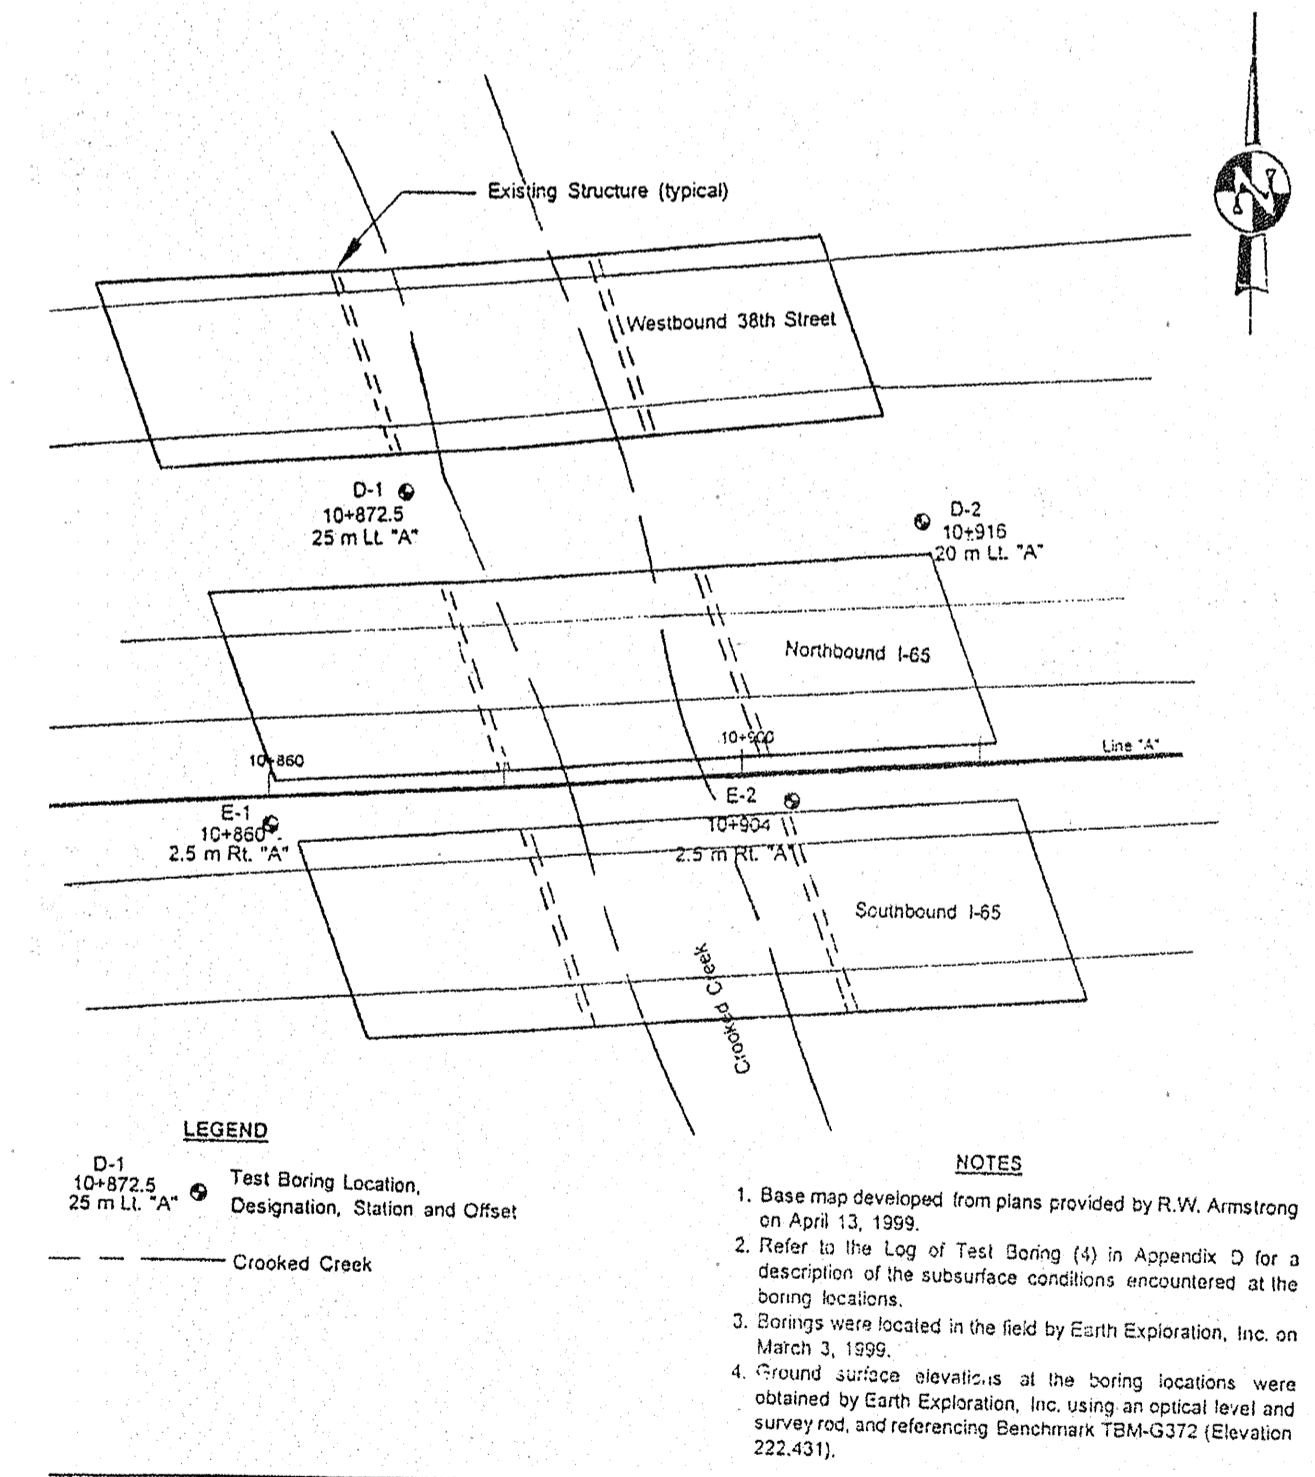 N
Existing Structure (typical)
Westbound 38th Street
D-1
10+872.5
25 m Lt. "A"
D-2
10+916
20 m Lt. "A"
Northbound I-65
10+900
Line "A"
10+860
E-1
10+860
2.5 m Rt. "A"
E-2
10+904
2.5 m Rt. "A"
Southbound I-65
Crooked Creek
LEGEND
D-1
10+872.5
25 m Lt. "A"
Test Boring Location,
Designation, Station and Offset
Crooked Creek
NOTES
1. Base map developed from plans provided by R.W. Armstrong
on April 13, 1999.
2. Refer to the Log of Test Boring (4) in Appendix D for a
description of the subsurface conditions encountered at the
boring locations.
3. Borings were located in the field by Earth Exploration, Inc. on
March 3, 1999.
4. Ground surface elevations at the boring locations were
obtained by Earth Exploration, Inc. using an optical level and
survey rod, and referencing Benchmark TBM-G372 (Elevation
222.431).